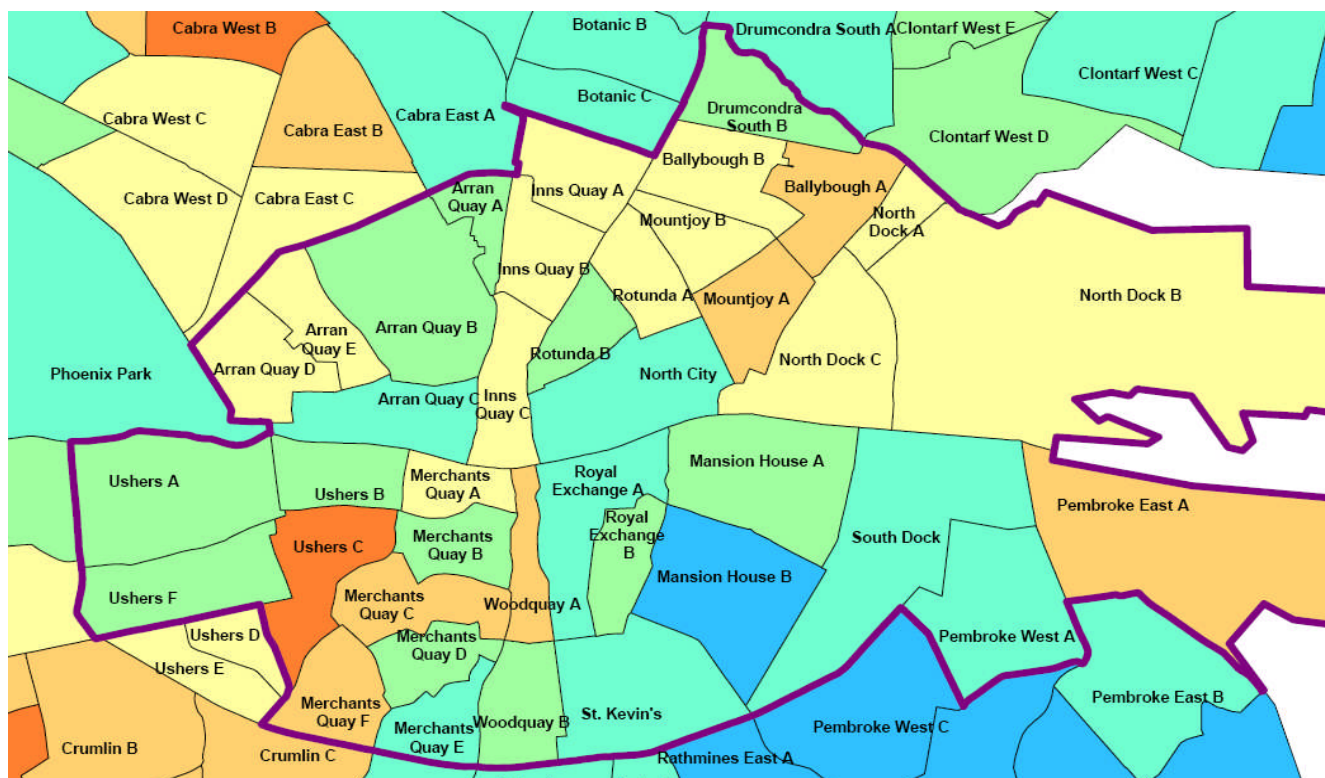 Cabra West B
Botanic B
Drumcondra South A
Clontarf West E
Clontarf West C
Botanic C
Cabra West C
Cabra East A
Cabra East B
Drumcondra
South B
Clontarf West D
Ballybough B
Ballybough A
Arran
Quay A
Inns Quay A
Cabra West D
Cabra East C
Mountjoy B
North
Dock A
Inns Quay B
Rotunda A
Mountjoy A
North Dock B
Arran Quay B
Arran
Quay E
Arran Quay D
Rotunda B
North Dock C
Phoenix Park
North City
Arran Quay C
Inns
Quay C
Mansion House A
Ushers A
Ushers B
Merchants
Quay A
Royal
Exchange A
Pembroke East A
Royal
Exchange B
Ushers C
Merchants
Quay B
South Dock
Mansion House B
Ushers F
Merchants
Quay C
Woodquay A
Ushers D
Merchants
Quay D
Pembroke West A
Ushers E
Merchants
Quay F
Woodquay B
St. Kevin's
Pembroke West C
Pembroke East B
Merchants
Quay E
Crumlin B
Crumlin C
Rathmines East A